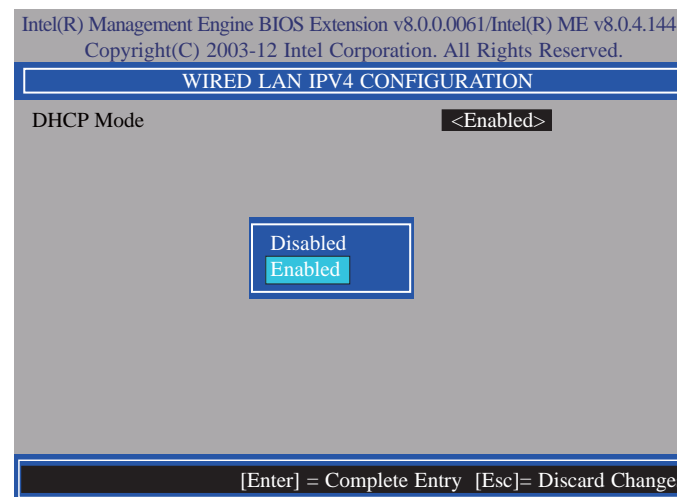 Intel(R) Management Engine BIOS Extension v8.0.0.0061/Intel(R) ME v8.0.4.144
Copyright(C) 2003-12 Intel Corporation. All Rights Reserved.
WIRED LAN IPV4 CONFIGURATION
DHCP Mode <Enabled>
Disabled
Enabled
[Enter] = Complete Entry [Esc]= Discard Change